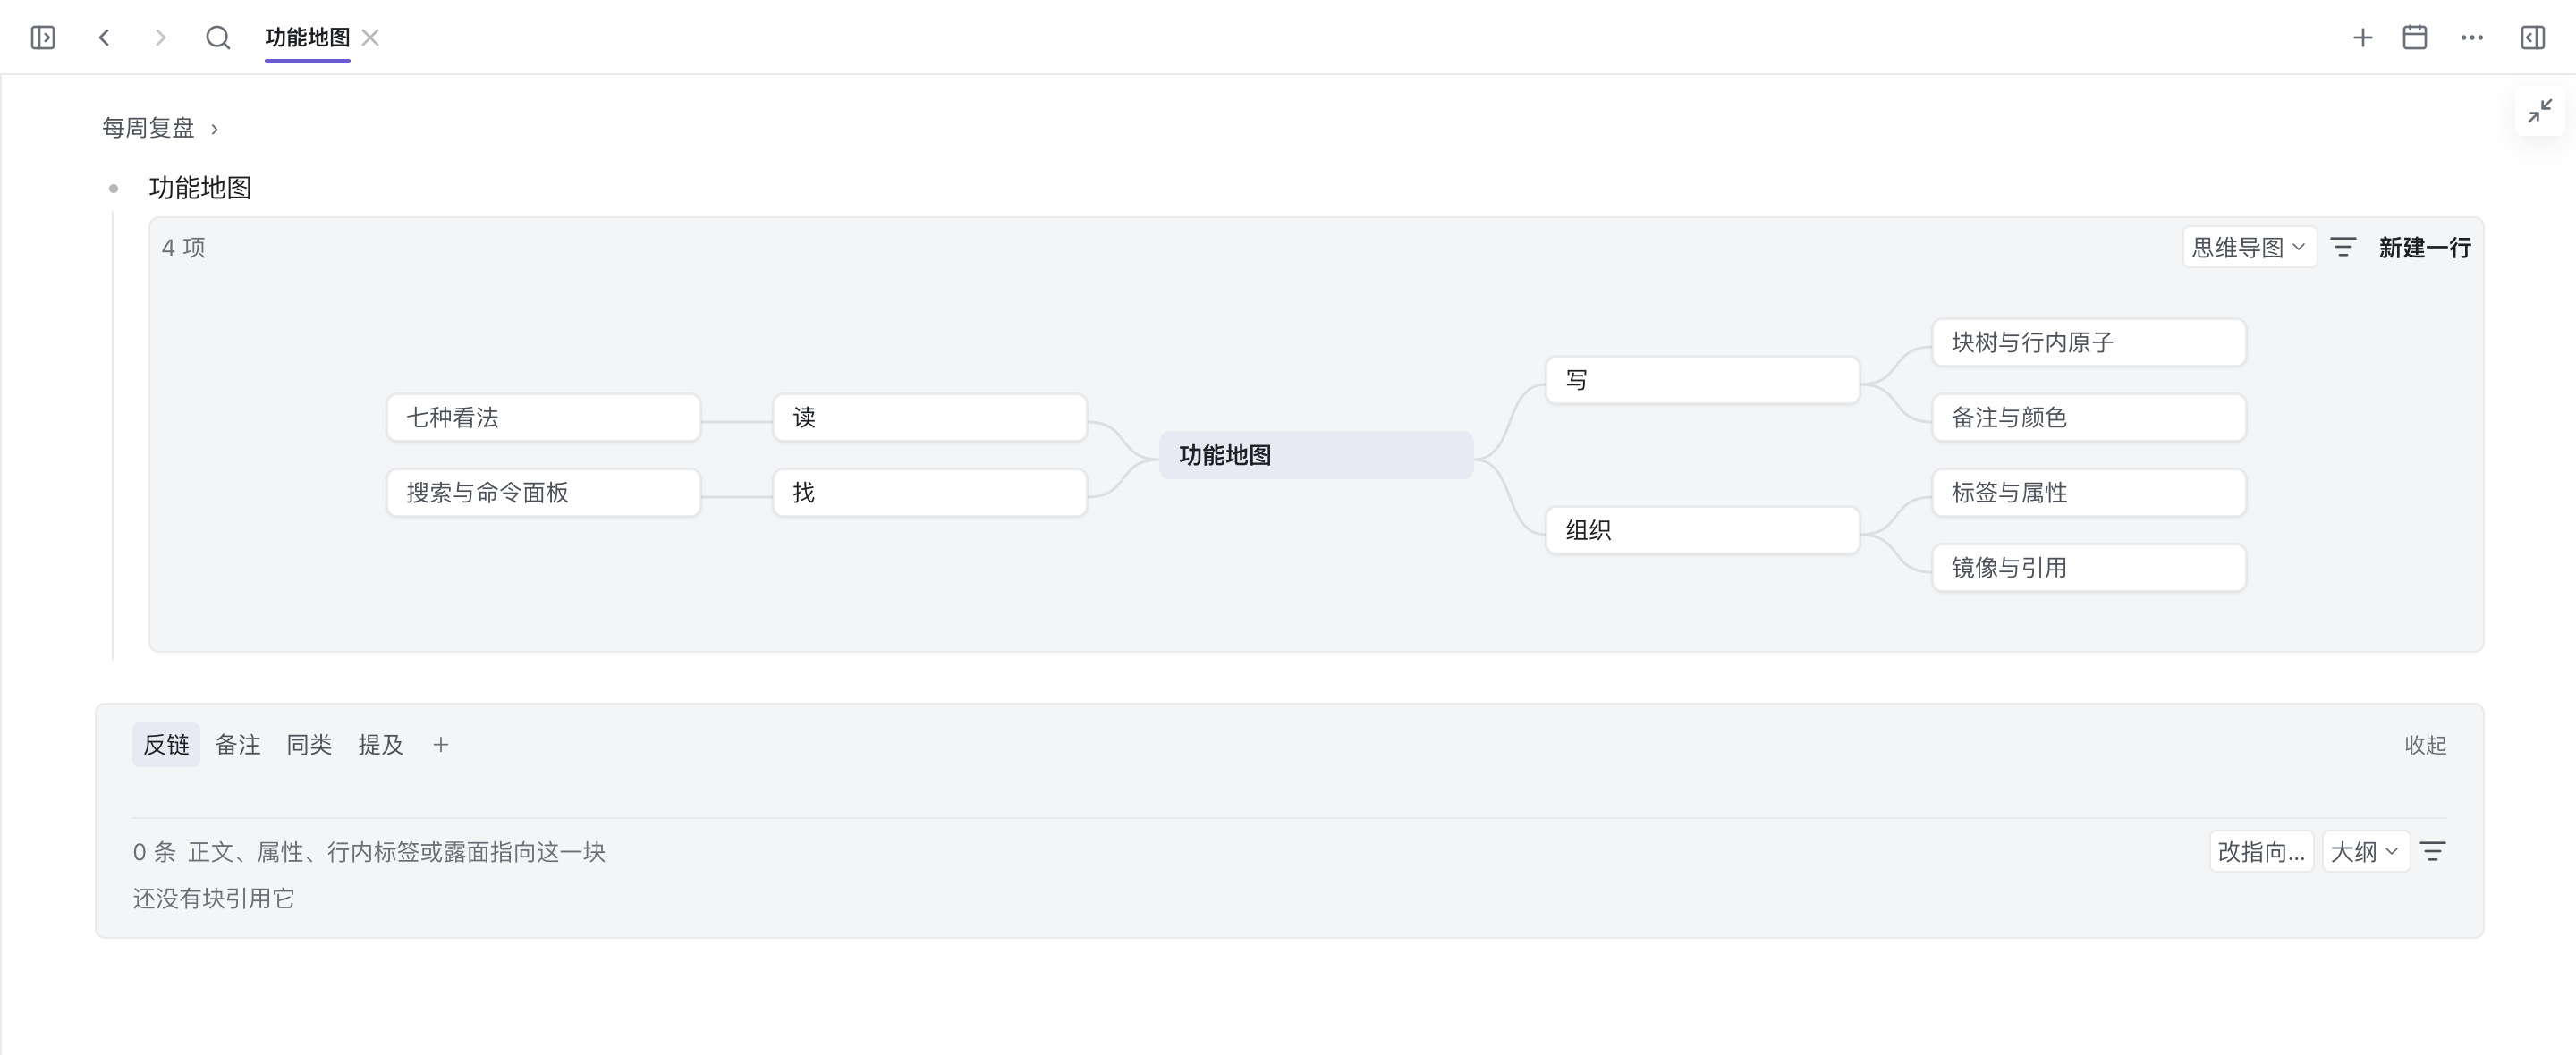 功能地图
每周复盘 ›
功能地图
4 项
思维导图
新建一行
七种看法
读
搜索与命令面板
找
功能地图
写
块树与行内原子
备注与颜色
组织
标签与属性
镜像与引用
反链 备注 同类 提及 +
收起
0 条 正文、属性、行内标签或露面指向这一块
改指向... 大纲
还没有块引用它